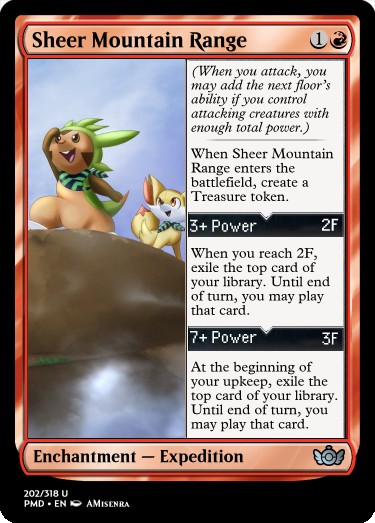 Sheer Mountain Range 1
(When you attack, you
may add the next floor's
ability if you control
attacking creatures with
enough total power.)
When Sheer Mountain
Range enters the
battlefield, create a
Treasure token.
3+ Power 2F
When you reach 2F,
exile the top card of
your library. Until end
of turn, you may play
that card.
7+ Power 3F
At the beginning of
your upkeep, exile the
top card of your library.
Until end of turn, you
may play that card.
Enchantment — Expedition
202/318 U
PMD • EN AMisenra